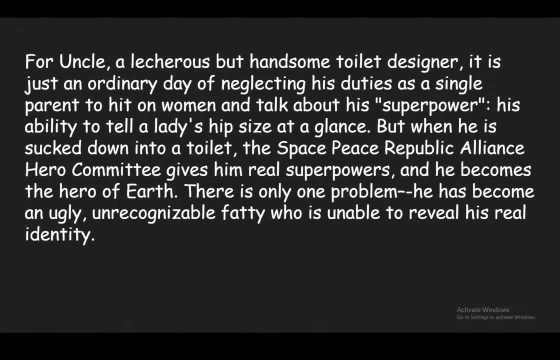 For Uncle, a lecherous but handsome toilet designer, it is
just an ordinary day of neglecting his duties as a single
parent to hit on women and talk about his "superpower": his
ability to tell a lady's hip size at a glance. But when he is
sucked down into a toilet, the Space Peace Republic Alliance
Hero Committee gives him real superpowers, and he becomes
the hero of Earth. There is only one problem--he has become
an ugly, unrecognizable fatty who is unable to reveal his real
identity.
Activate Windows
Go to Settings to activate Windows.